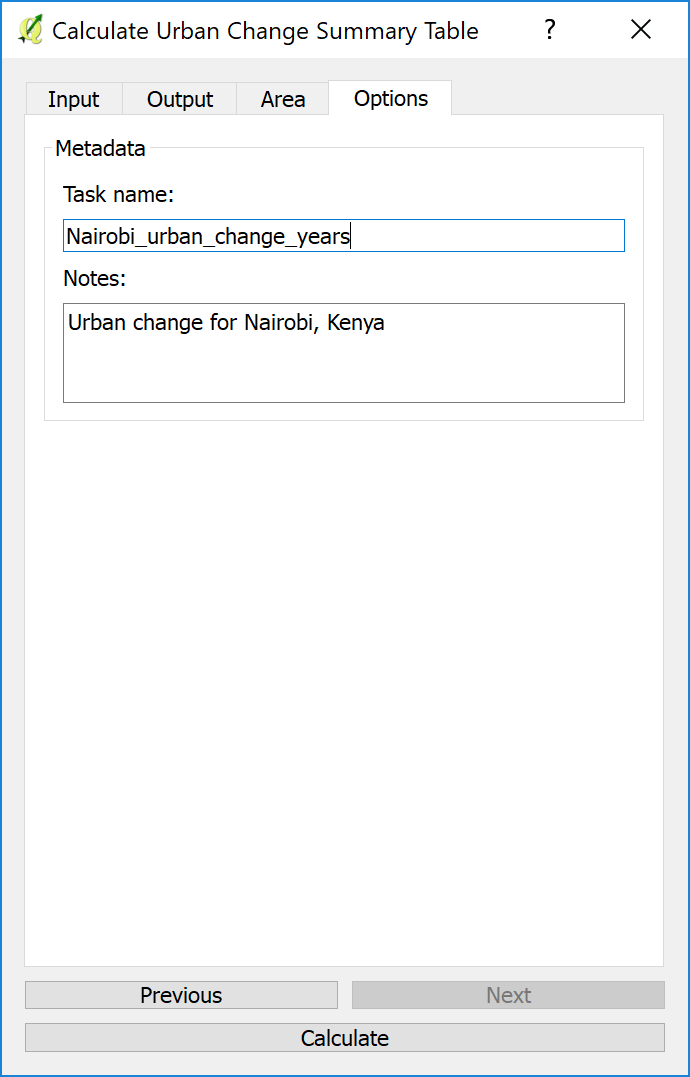 Calculate Urban Change Summary Table ?
Input Output Area Options
Metadata
Task name:
Nairobi_urban_change_years
Notes:
Urban change for Nairobi, Kenya
Previous Next
Calculate